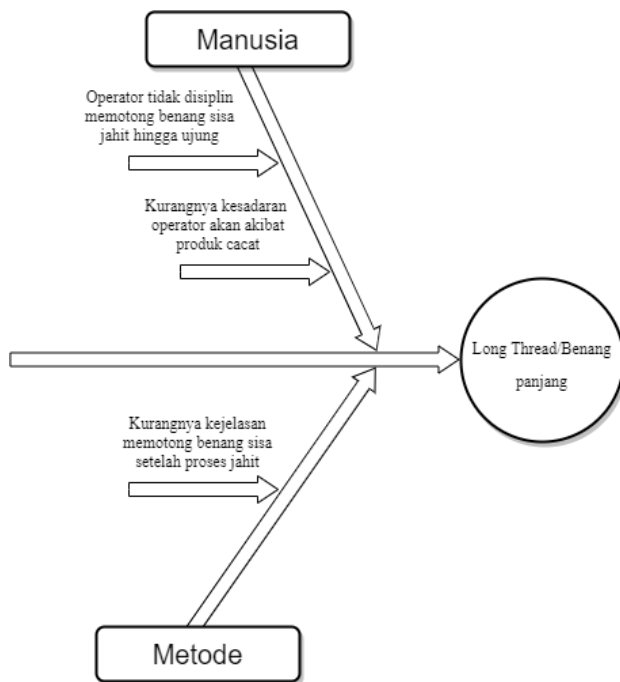 Manusia
Operator tidak disiplin
memotong benang sisa
jahit hingga ujung
Kurangnya kesadaran
operator akan akibat
produk cacat
Long Thread/Benang
panjang
Kurangnya kejelasan
memotong benang sisa
setelah proses jahit
Metode